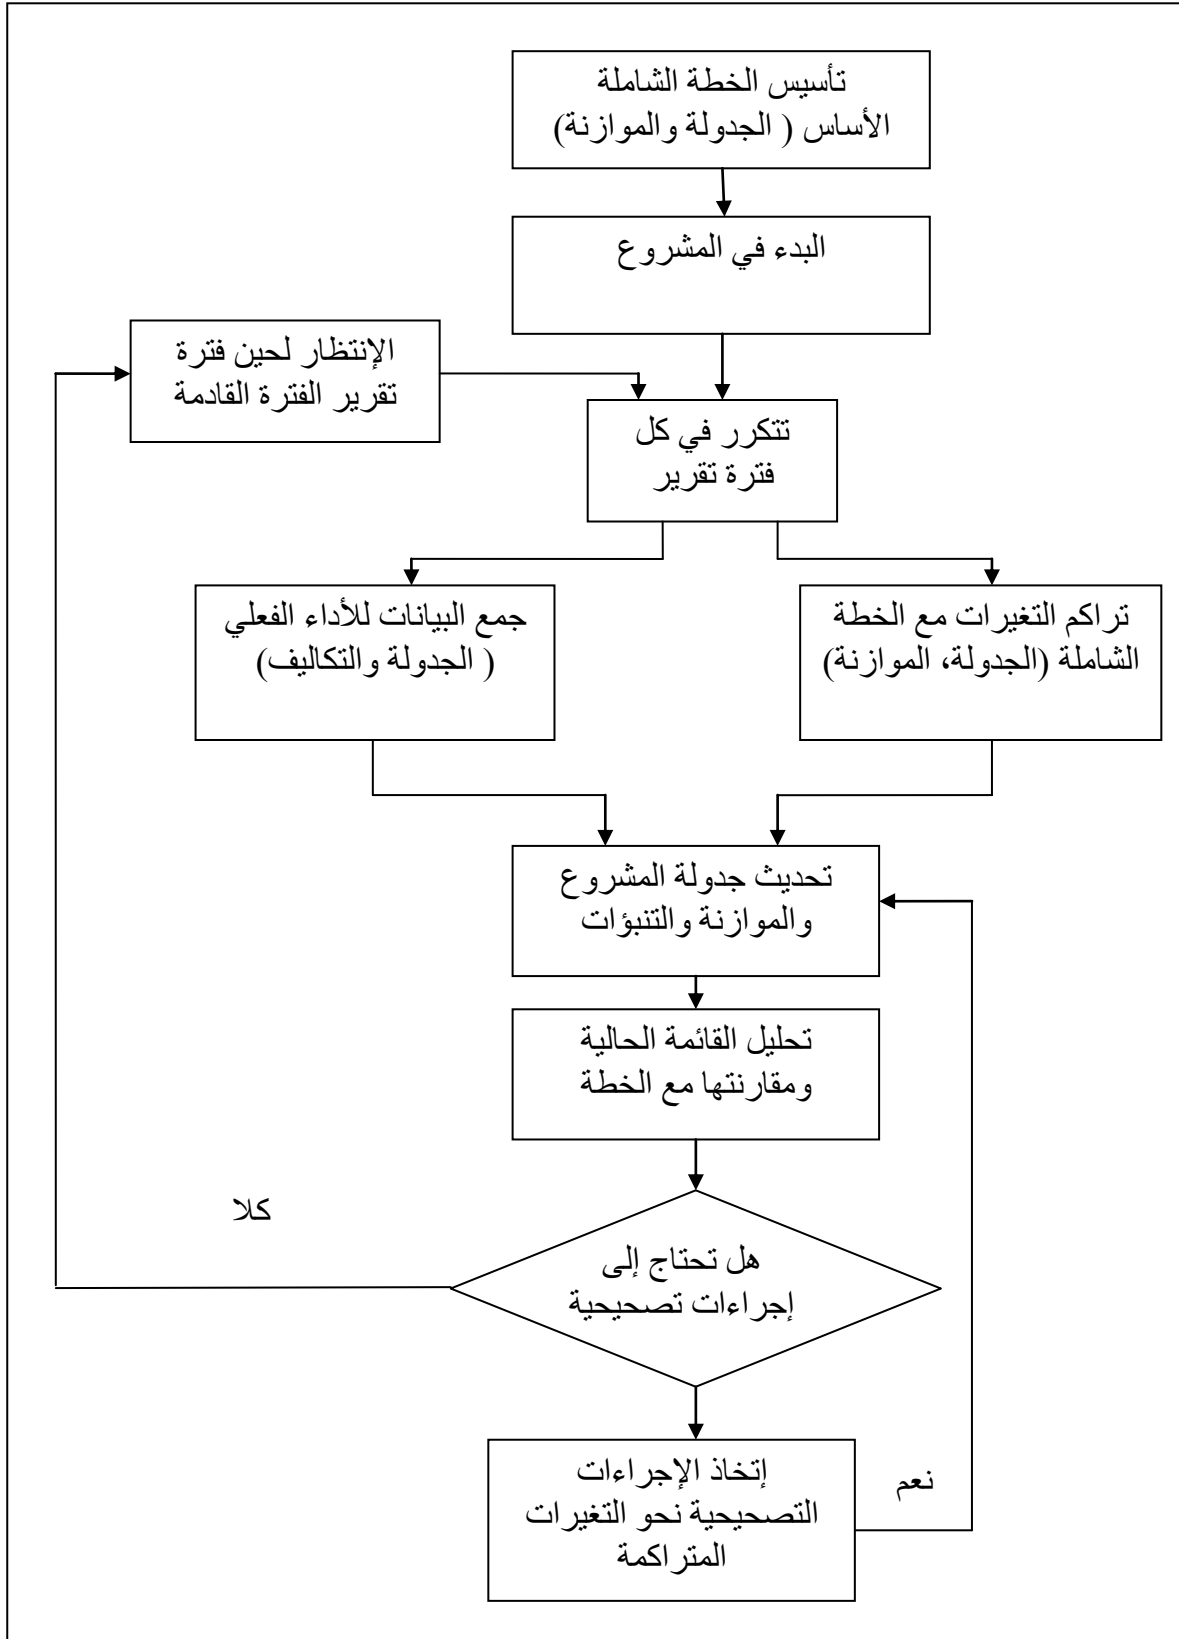 تأسيس الخطة الشاملة
الأساس ( الجدولة والموازنة)
البدء في المشروع
الإنتظار لحين فترة
تقرير الفترة القادمة
تتكرر في كل
فترة تقرير
تراكم التغيرات مع الخطة
الشاملة (الجدولة، الموازنة)
جمع البيانات للأداء الفعلي
( الجدولة والتكاليف)
تحديث جدولة المشروع
والموازنة والتنبؤات
تحليل القائمة الحالية
ومقارنتها مع الخطة
كلا
هل تحتاج إلى
إجراءات تصحيحية
إتخاذ الإجراءات
التصحيحية نحو التغيرات
المتراكمة
نعم